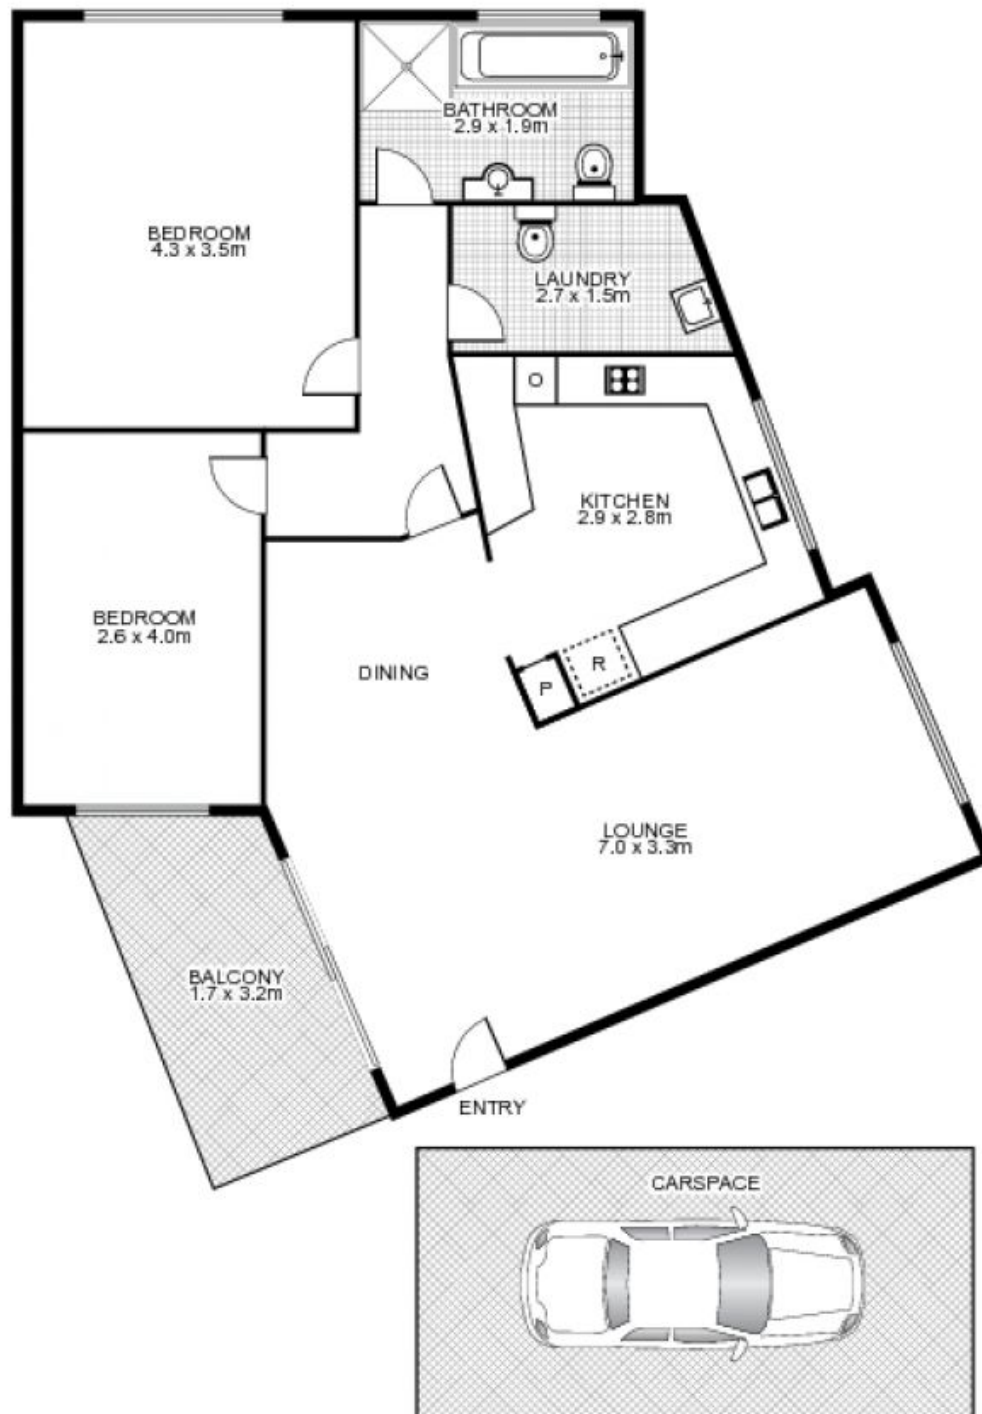 BATHROOM
2.9 x 1.9m
BEDROOM
4.3 x 3.5m
LAUNDRY
2.7 x 1.5m
O
KITCHEN
2.9 x 2.8m
BEDROOM
2.6 x 4.0m
DINING
P
R
LOUNGE
7.0 x 3.3m
BALCONY
1.7 x 3.2m
ENTRY
CARSPACE